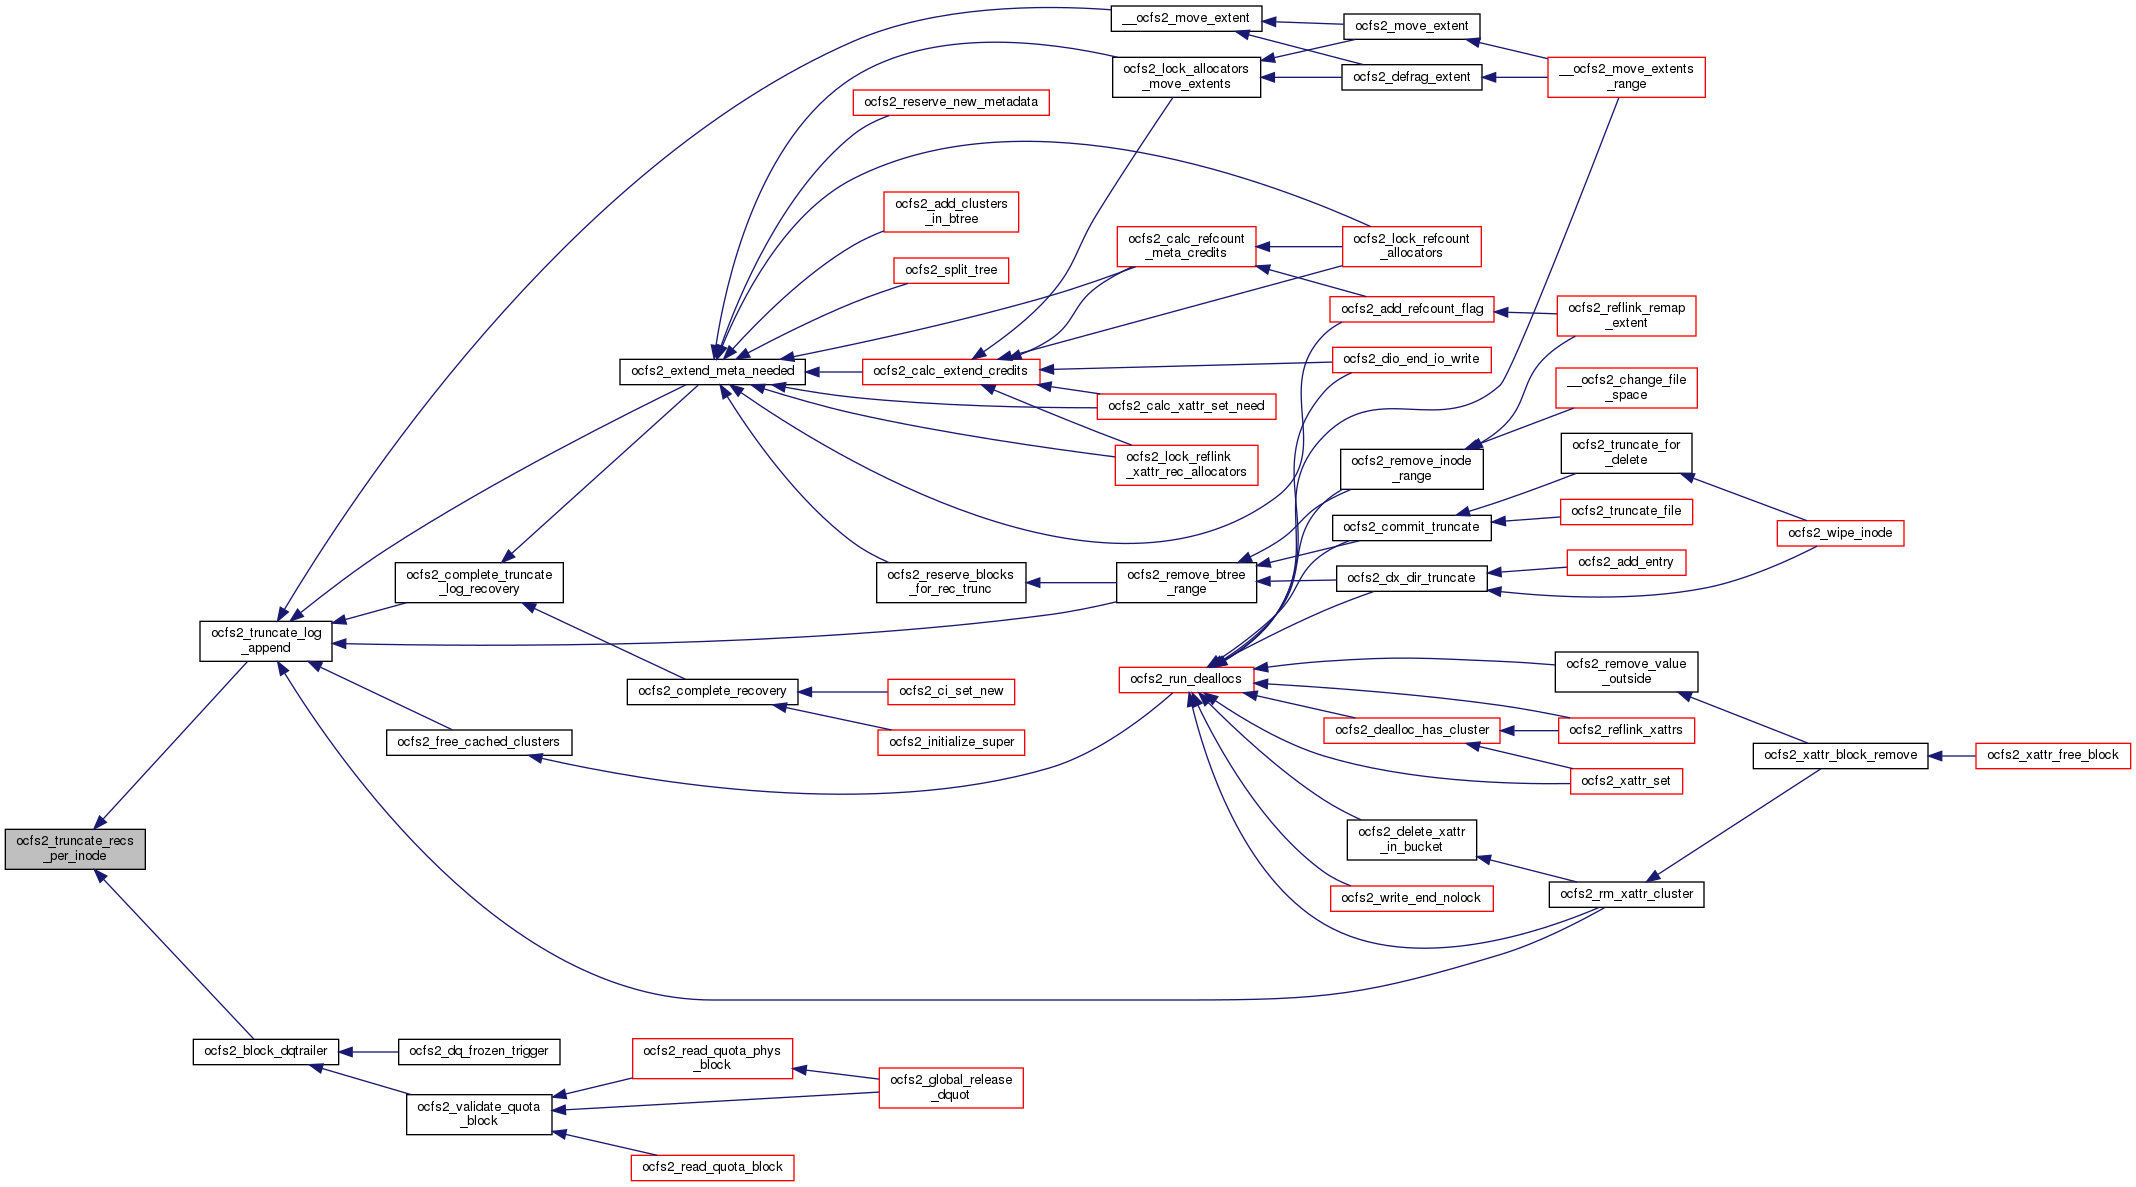 __ocfs2_move_extent
ocfs2_move_extent
ocfs2_lock_allocators
_move_extents
ocfs2_defrag_extent
__ocfs2_move_extents
_range
ocfs2_reserve_new_metadata
ocfs2_add_clusters
_in_btree
ocfs2_calc_refcount
_meta_credits
ocfs2_lock_refcount
_allocators
ocfs2_split_tree
ocfs2_add_refcount_flag
ocfs2_reflink_remap
_extent
ocfs2_extend_meta_needed
ocfs2_calc_extend_credits
ocfs2_dio_end_io_write
ocfs2_calc_xattr_set_need
__ocfs2_change_file
_space
ocfs2_lock_reflink
_xattr_rec_allocators
ocfs2_remove_inode
_range
ocfs2_truncate_for
_delete
ocfs2_commit_truncate
ocfs2_truncate_file
ocfs2_wipe_inode
ocfs2_complete_truncate
_log_recovery
ocfs2_reserve_blocks
_for_rec_trunc
ocfs2_remove_btree
_range
ocfs2_dx_dir_truncate
ocfs2_add_entry
ocfs2_truncate_log
_append
ocfs2_complete_recovery
ocfs2_ci_set_new
ocfs2_run_deallocs
ocfs2_remove_value
_outside
ocfs2_free_cached_clusters
ocfs2_initialize_super
ocfs2_dealloc_has_cluster
ocfs2_reflink_xattrs
ocfs2_xattr_block_remove
ocfs2_xattr_free_block
ocfs2_xattr_set
ocfs2_truncate_recs
_per_inode
ocfs2_delete_xattr
_in_bucket
ocfs2_write_end_nolock
ocfs2_rm_xattr_cluster
ocfs2_block_dqtrailer
ocfs2_dq_frozen_trigger
ocfs2_read_quota_phys
_block
ocfs2_global_release
_dquot
ocfs2_validate_quota
_block
ocfs2_read_quota_block